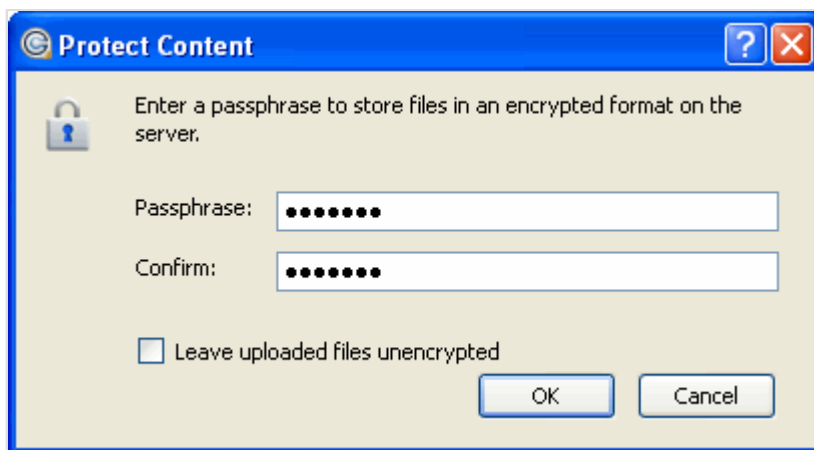 Protect Content
Enter a passphrase to store files in an encrypted format on the
server.
Passphrase: ●●●●●●●
Confirm: ●●●●●●●
Leave uploaded files unencrypted
OK Cancel